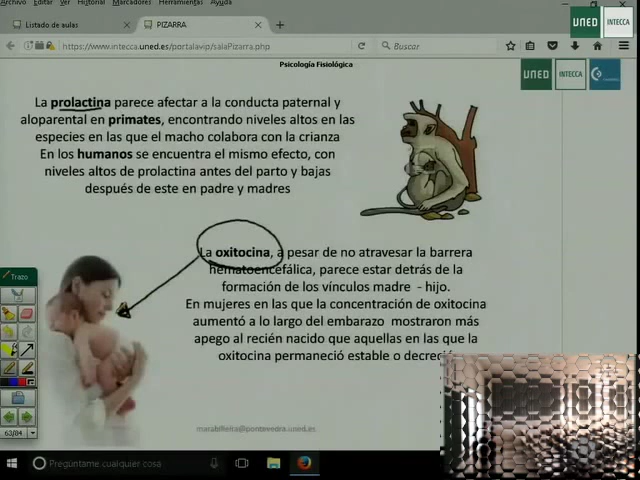 Archivo Editar Ver Historial Marcadores Herramientas Ayuda
Listado de aulas
PIZARRA
UNED
INTECCA
https://www.intecca.uned.es/portalavip/salaPizarra.php
Buscar
Psicología Fisiológica
UNED
INTECCA
La prolactina parece afectar a la conducta paternal y
aloparental en primates, encontrando niveles altos en las
especies en las que el macho colabora con la crianza
En los humanos se encuentra el mismo efecto, con
niveles altos de prolactina antes del parto y bajas
después de este en padre y madres
La oxitocina, a pesar de no atravesar la barrera
hematoencefálica, parece estar detrás de la
formación de los vínculos madre - hijo.
En mujeres en las que la concentración de oxitocina
aumentó a lo largo del embarazo mostraron más
apego al recién nacido que aquellas en las que la
oxitocina permaneció estable o decreció
Trazo
63/84
@pontevedra.uned.es
Pregúntame cualquier cosa